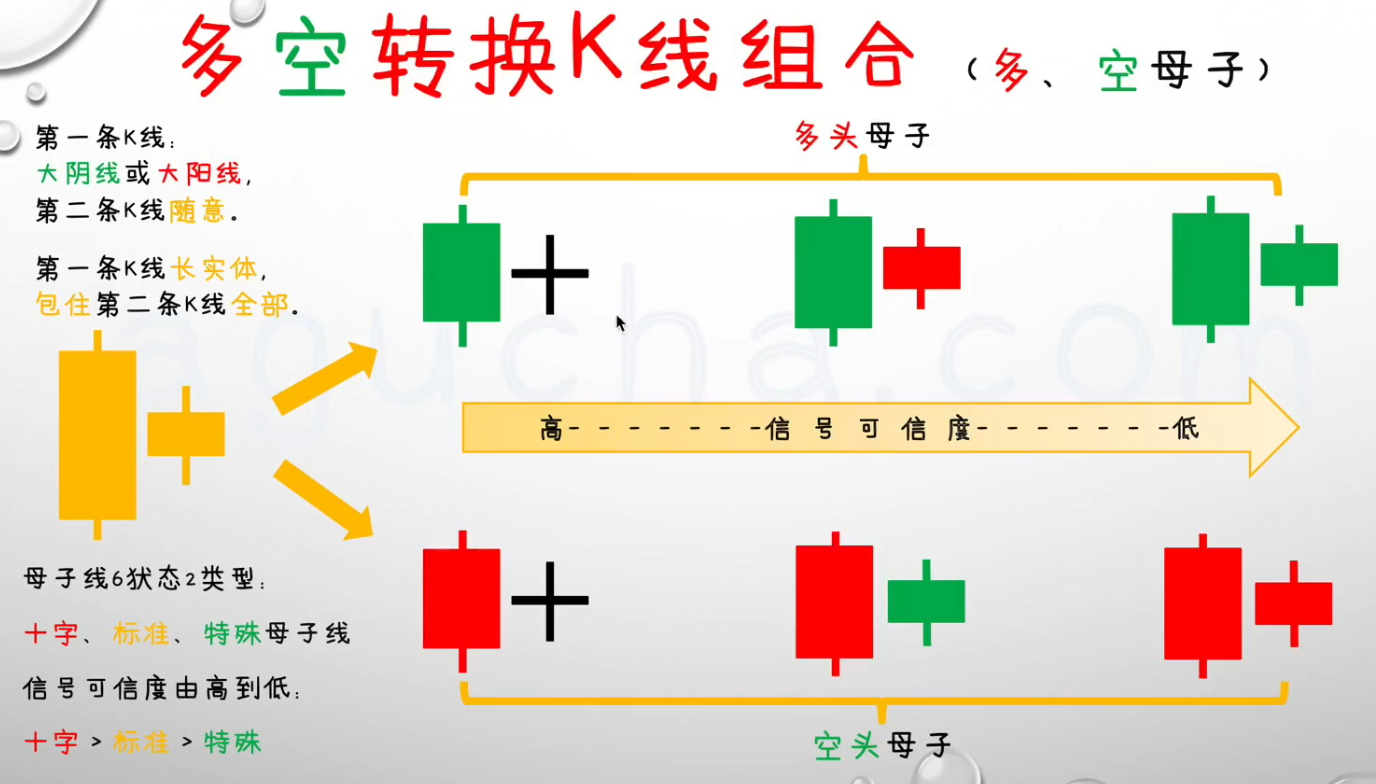 多空转换K线组合（多、空母子）
第一条K线：
大阴线或大阳线，
第二条K线随意。
第一条K线长实体，
包住第二条K线全部。
多头母子
高-------信号可信度-------低
母子线6状态2类型：
十字、标准、特殊母子线
信号可信度由高到低：
十字>标准>特殊
空头母子
agucha.com